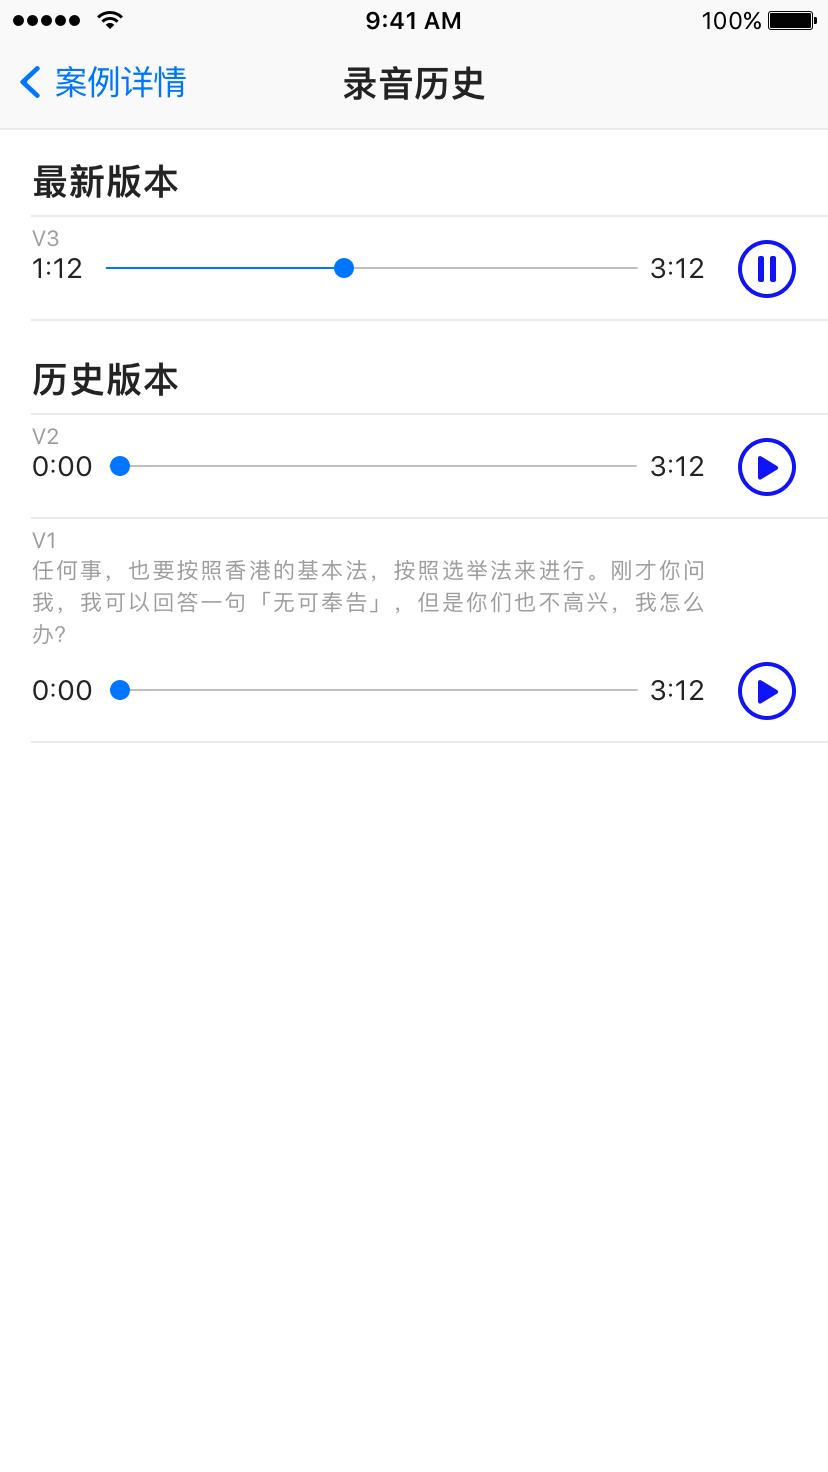 9:41 AM
100%
案例详情
录音历史
最新版本
V3
1:12
3:12
历史版本
V2
0:00
3:12
V1
任何事，也要按照香港的基本法，按照选举法来进行。刚才你问
我，我可以回答一句「无可奉告」，但是你们也不高兴，我怎么
办?
0:00
3:12